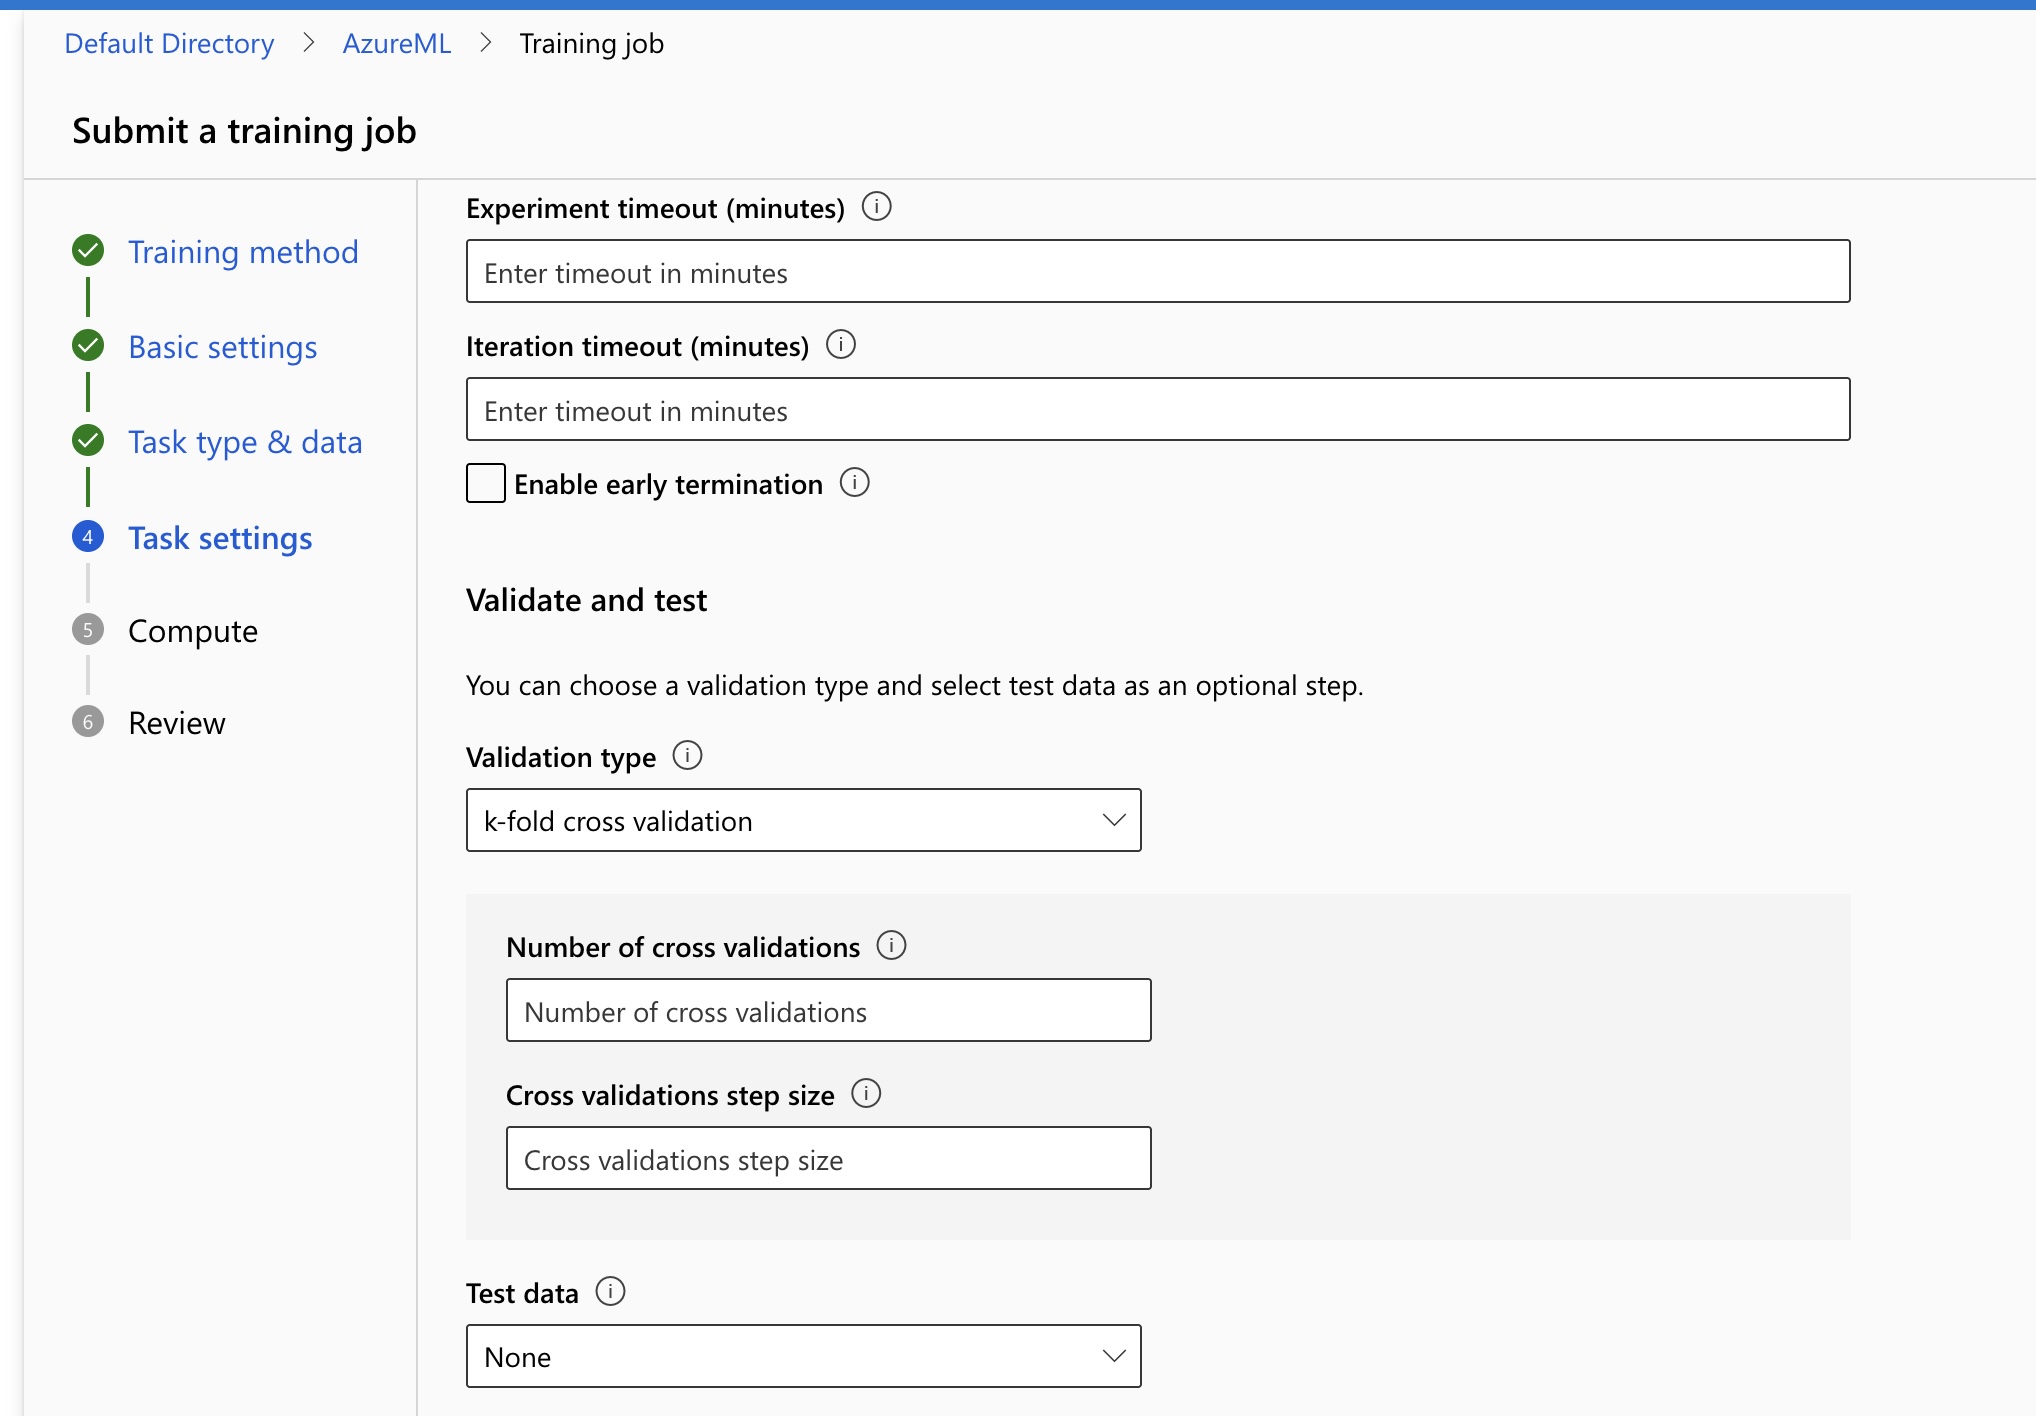 Default Directory > AzureML > Training job
Submit a training job
Training method
Basic settings
Task type & data
4 Task settings
5 Compute
6 Review
Experiment timeout (minutes)
Enter timeout in minutes
Iteration timeout (minutes)
Enter timeout in minutes
Enable early termination
Validate and test
You can choose a validation type and select test data as an optional step.
Validation type
k-fold cross validation
Number of cross validations
Number of cross validations
Cross validations step size
Cross validations step size
Test data
None